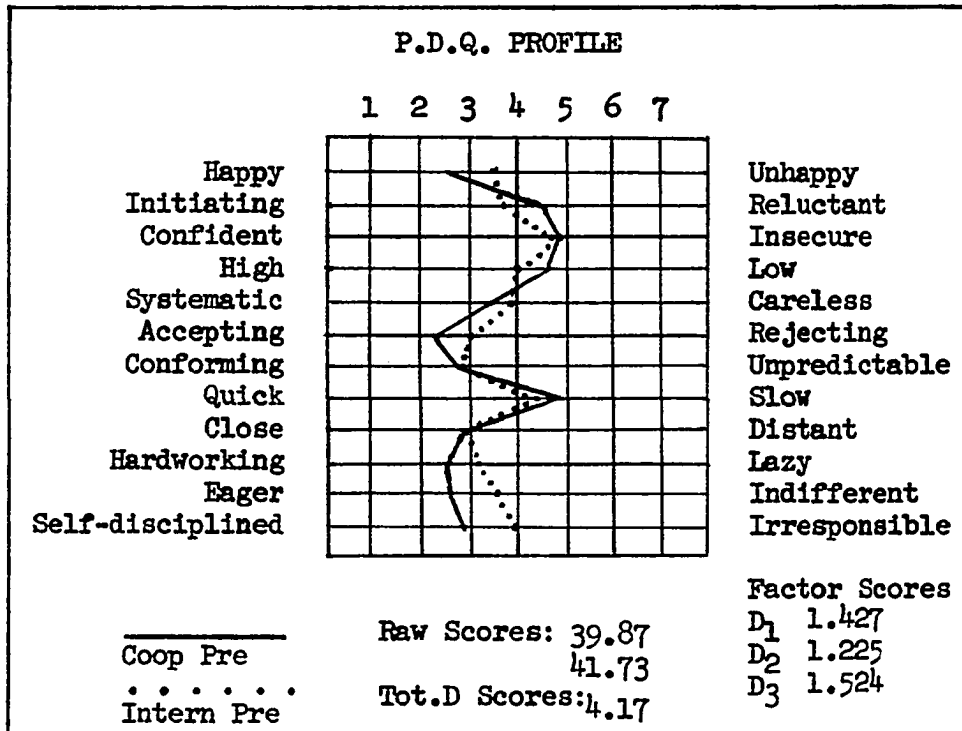 P.D.Q. PROFILE
1 2 3 4 5 6 7
Happy Unhappy
Initiating Reluctant
Confident Insecure
High Low
Systematic Careless
Accepting Rejecting
Conforming Unpredictable
Quick Slow
Close Distant
Hardworking Lazy
Eager Indifferent
Self-disciplined Irresponsible
Factor Scores
Coop Pre Raw Scores: 39.87 D1 1.427
41.73 D2 1.225
Intern Pre Tot.D Scores:4.17 D3 1.524